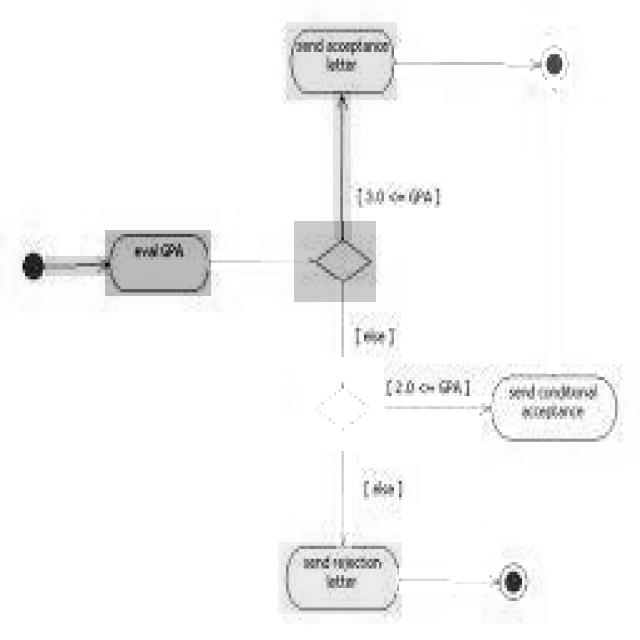 send acceptance
letter
[ 3.0 <= GPA]
eval GPA
[ else ]
[ 2.0 <= GPA ]
send conditional
acceptance
[ else ]
send rejection
letter